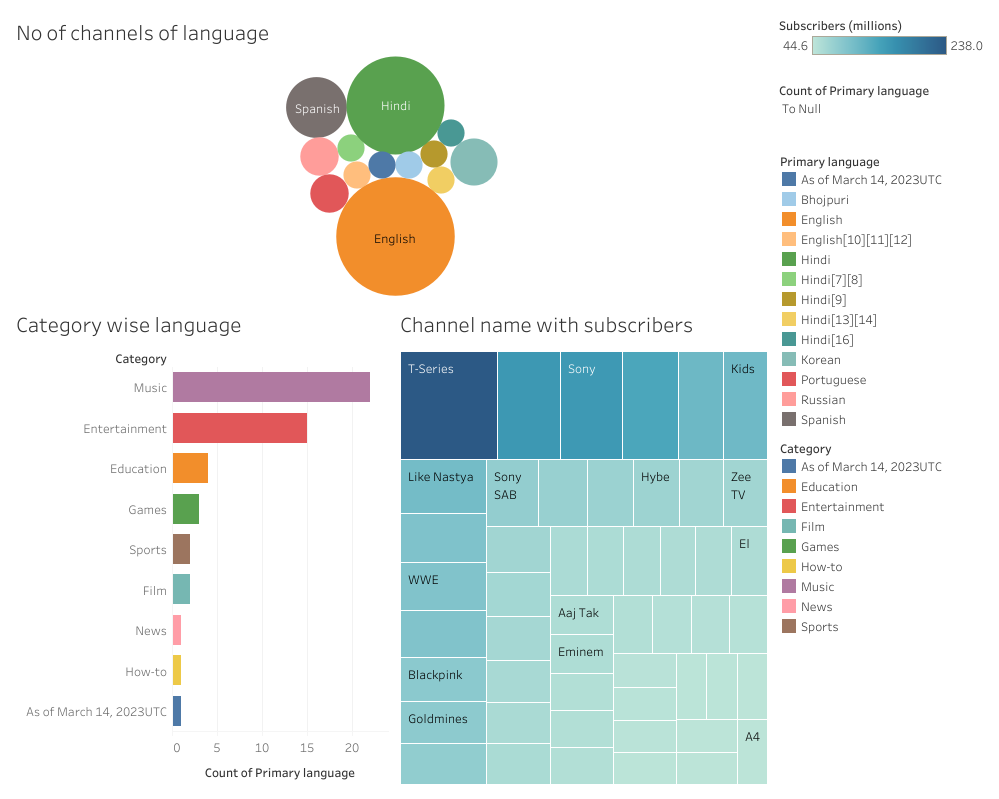 No of channels of language
Spanish
Hindi
English
Subscribers (millions)
44.6
238.0
Count of Primary language
To Null
Primary language
As of March 14, 2023UTC
Bhojpuri
English
English[10][11][12]
Hindi
Hindi[7][8]
Hindi[9]
Hindi[13][14]
Hindi[16]
Korean
Portuguese
Russian
Spanish
Category
As of March 14, 2023UTC
Education
Entertainment
Film
Games
How-to
Music
News
Sports
Category wise language
Category
Music
Entertainment
Education
Games
Sports
Film
News
How-to
As of March 14, 2023UTC
0 5 10 15 20
Count of Primary language
Channel name with subscribers
T-Series
Sony
Kids
Like Nastya
Sony
SAB
Hybe
Zee
TV
WWE
El
Aaj Tak
Eminem
Blackpink
Goldmines
A4